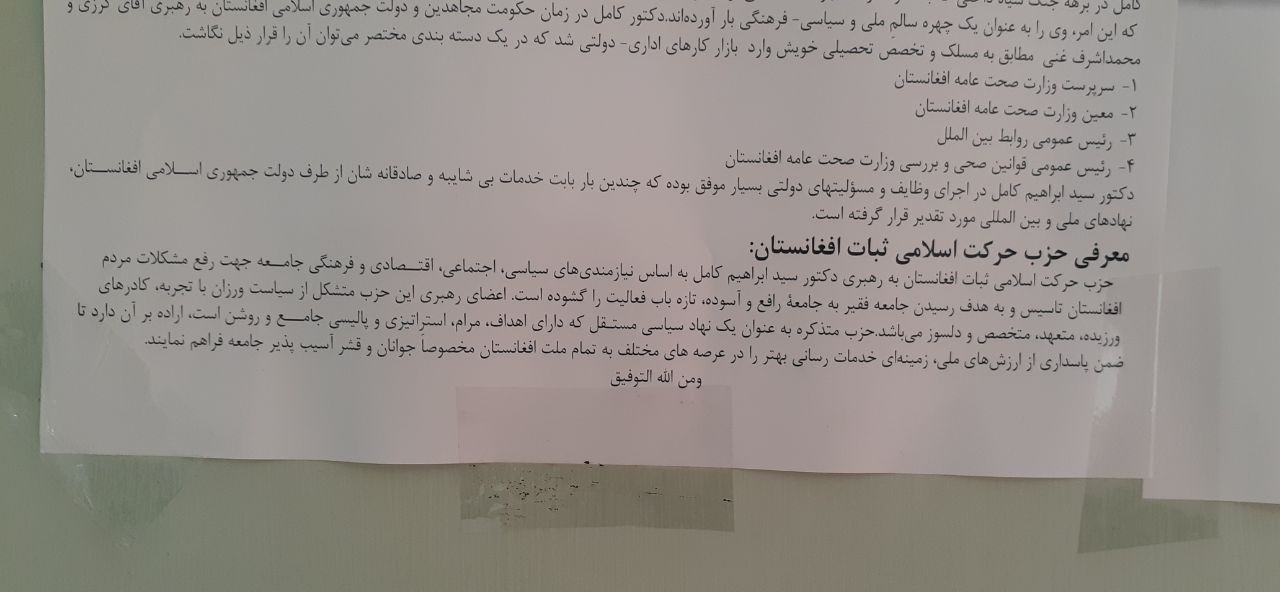 کامل در برهه جنگ
که این امر، وی را به عنوان یک چهره سالم ملی و سیاسی- فرهنگی بار آورده‌اند.دکتور کامل در زمان حکومت مجاهدین و دولت جمهوری اسلامی افغانستان به رهبری آقای کرزی و
محمداشرف غنی مطابق به مسلک و تخصص تحصیلی خویش وارد بازار کارهای اداری- دولتی شد که در یک دسته بندی مختصر می‌توان آن را قرار ذیل نگاشت.
۱- سرپرست وزارت صحت عامه افغانستان
۲- معین وزارت صحت عامه افغانستان
۳- رئیس عمومی روابط بین الملل
۴- رئیس عمومی قوانین صحی و بررسی وزارت صحت عامه افغانستان
دکتور سید ابراهیم کامل در اجرای وظایف و مسؤلیتهای دولتی بسیار موفق بوده که چندین بار بابت خدمات بی شایبه و صادقانه شان از طرف دولت جمهوری اسـلامی افغانسـتان،
نهادهای ملی و بین المللی مورد تقدیر قرار گرفته است.
معرفی حزب حرکت اسلامی ثبات افغانستان:
حزب حرکت اسلامی ثبات افغانستان به رهبری دکتور سید ابراهیم کامل به اساس نیازمندی‌های سیاسی، اجتماعی، اقتـصادی و فرهنگی جامـعه جهت رفع مشکلات مردم
افغانستان تاسیس و به هدف رسیدن جامعه فقیر به جامعهٔ رافع و آسوده، تازه باب فعالیت را گشوده است. اعضای رهبری این حزب متشکل از سیاست ورزان با تجربه، کادرهای
ورزیده، متعهد، متخصص و دلسوز می‌باشد.حزب متذکره به عنوان یک نهاد سیاسی مستـقل که دارای اهداف، مرام، استراتیزی و پالیسی جامـع و روشن است، اراده بر آن دارد تا
ضمن پاسداری از ارزش‌های ملی، زمینه‌ای خدمات رسانی بهتر را در عرصه های مختلف به تمام ملت افغانستان مخصوصاً جوانان و قشر آسیب پذیر جامعه فراهم نمایند.
ومن الله التوفیق